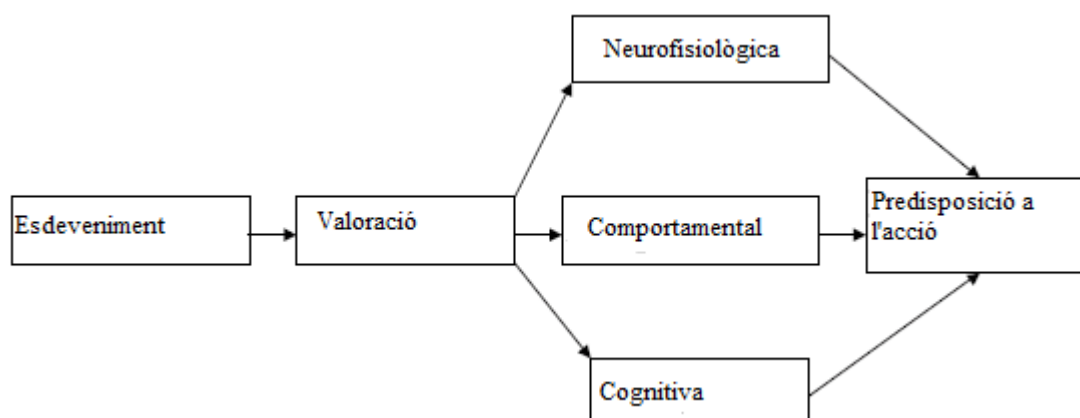 Neurofisiològica
Esdeveniment
Valoració
Comportamental
Predisposició a
l'acció
Cognitiva